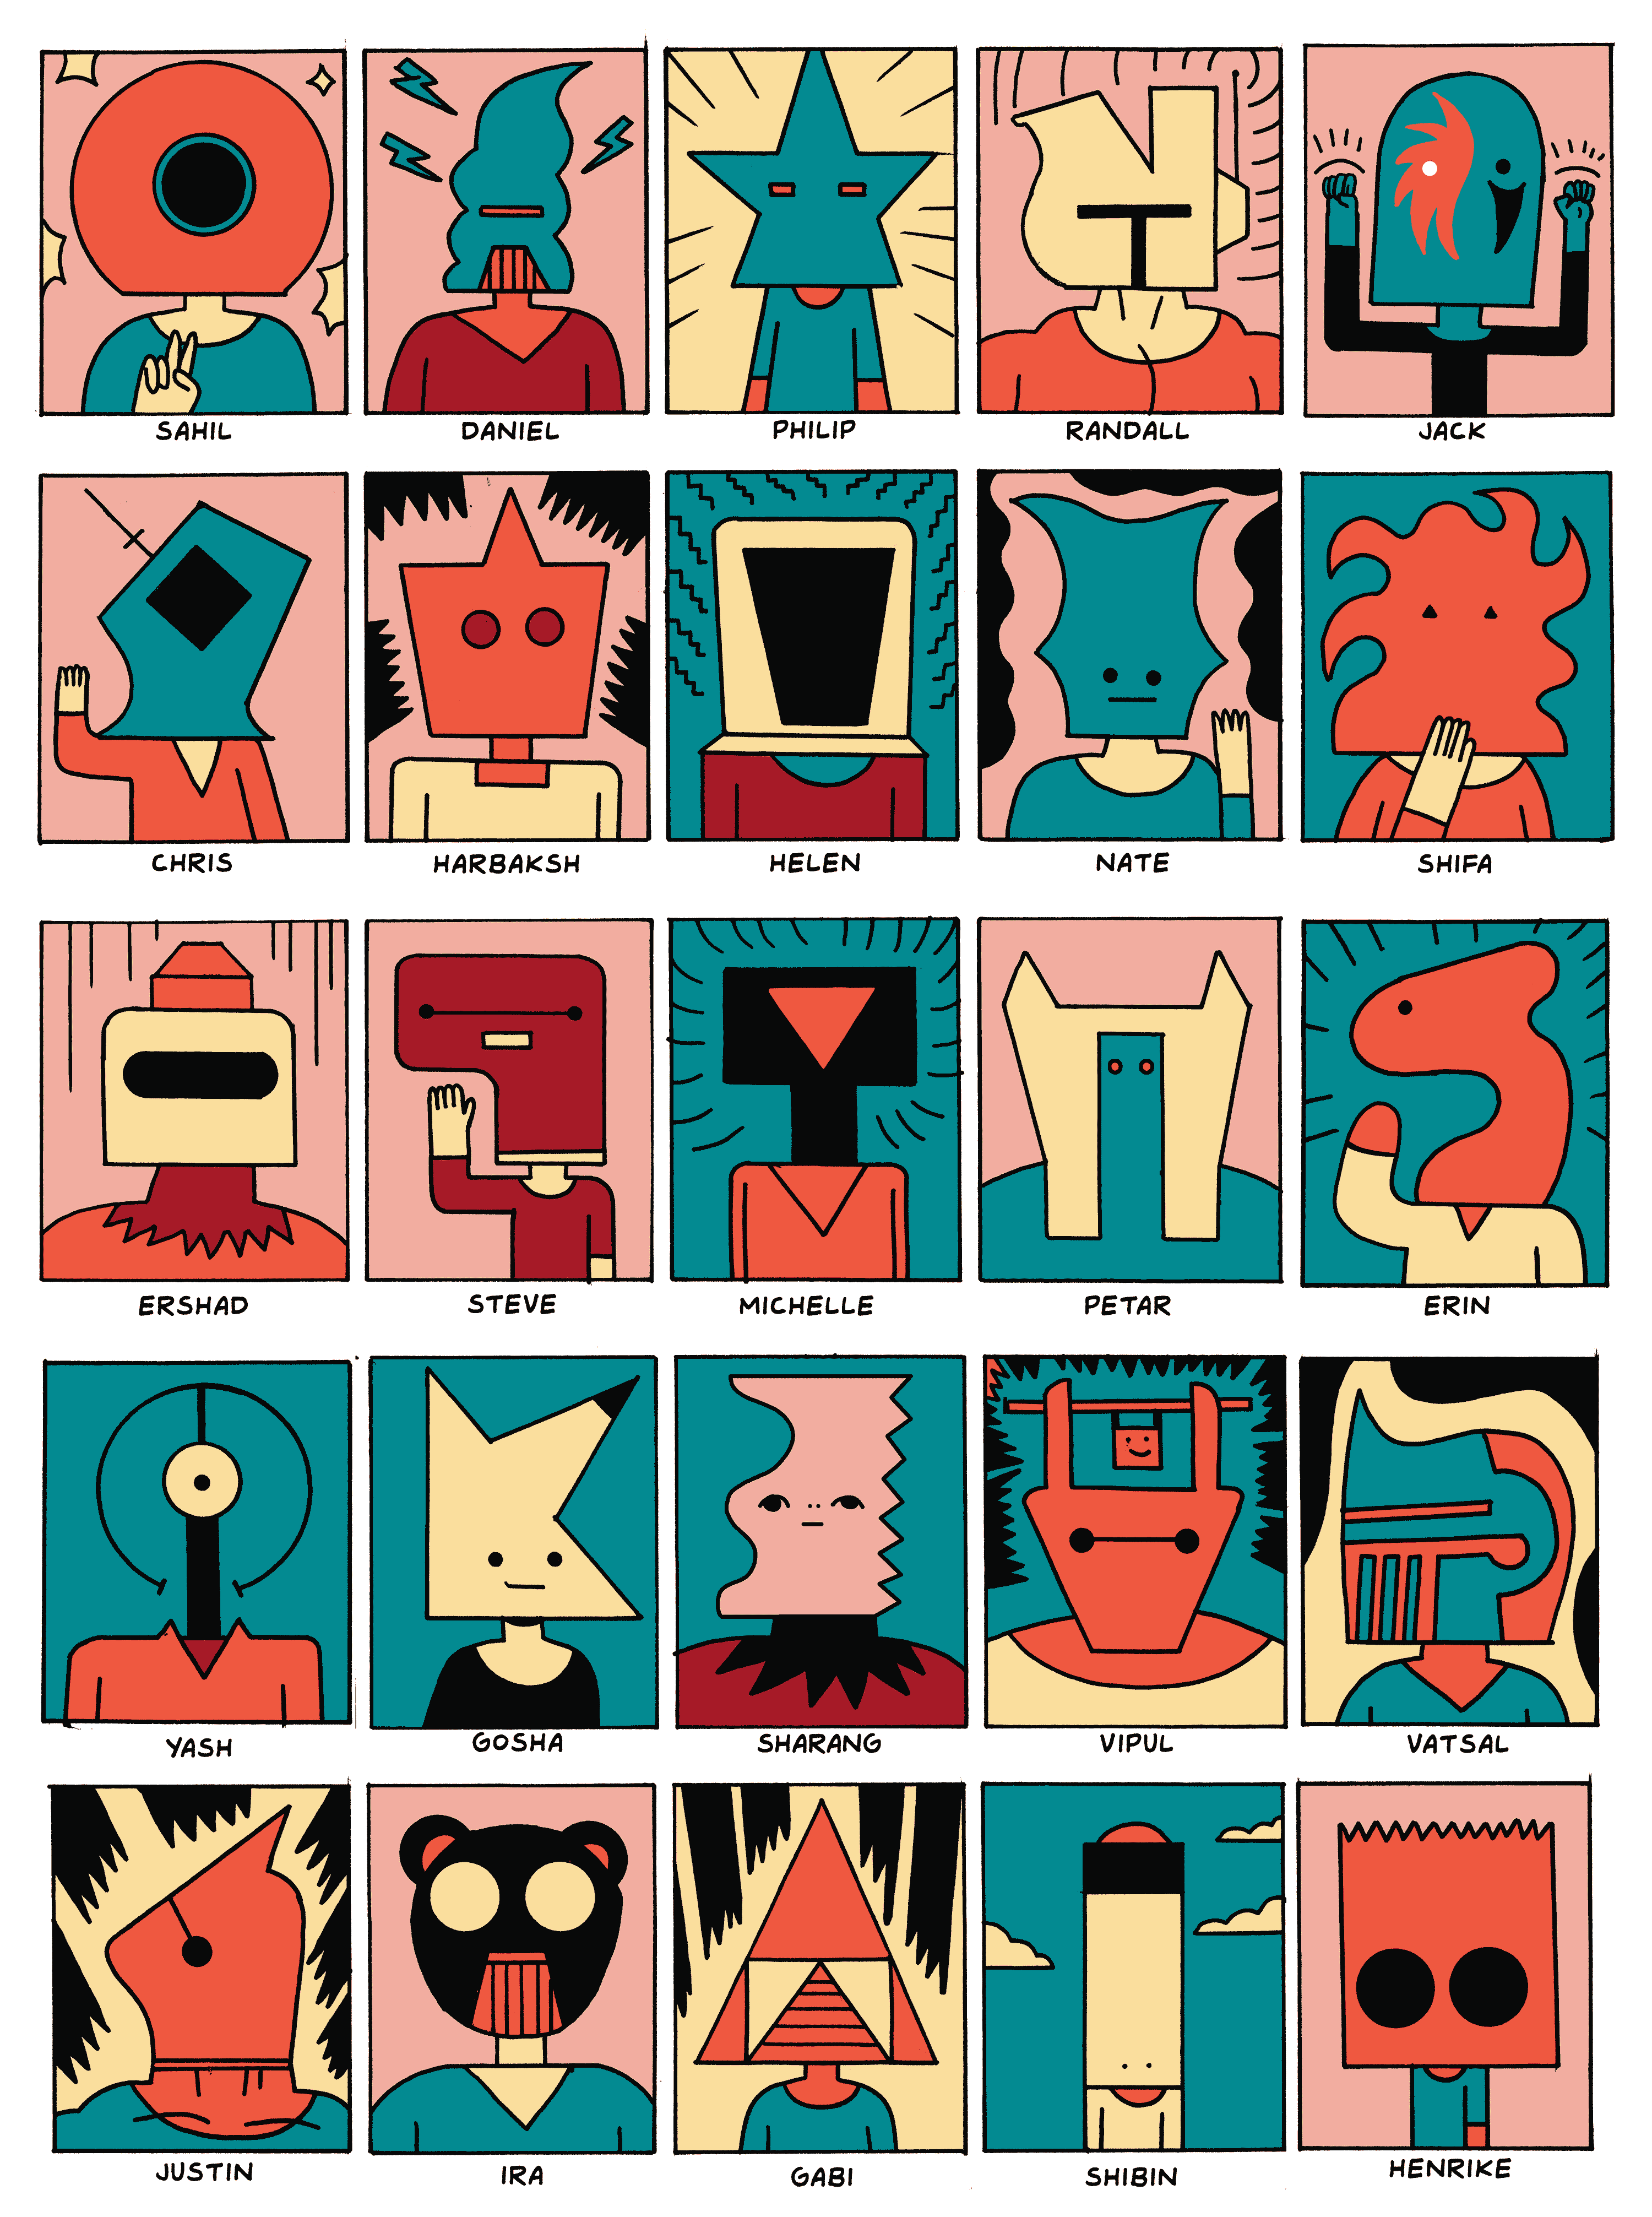 SAHIL
DANIEL
PHILIP
RANDALL
JACK
CHRIS
HARBAKSH
HELEN
NATE
SHIFA
ERSHAD
STEVE
MICHELLE
PETAR
ERIN
YASH
GOSHA
SHARANG
VIPUL
VATSAL
JUSTIN
IRA
GABI
SHIBIN
HENRIKE